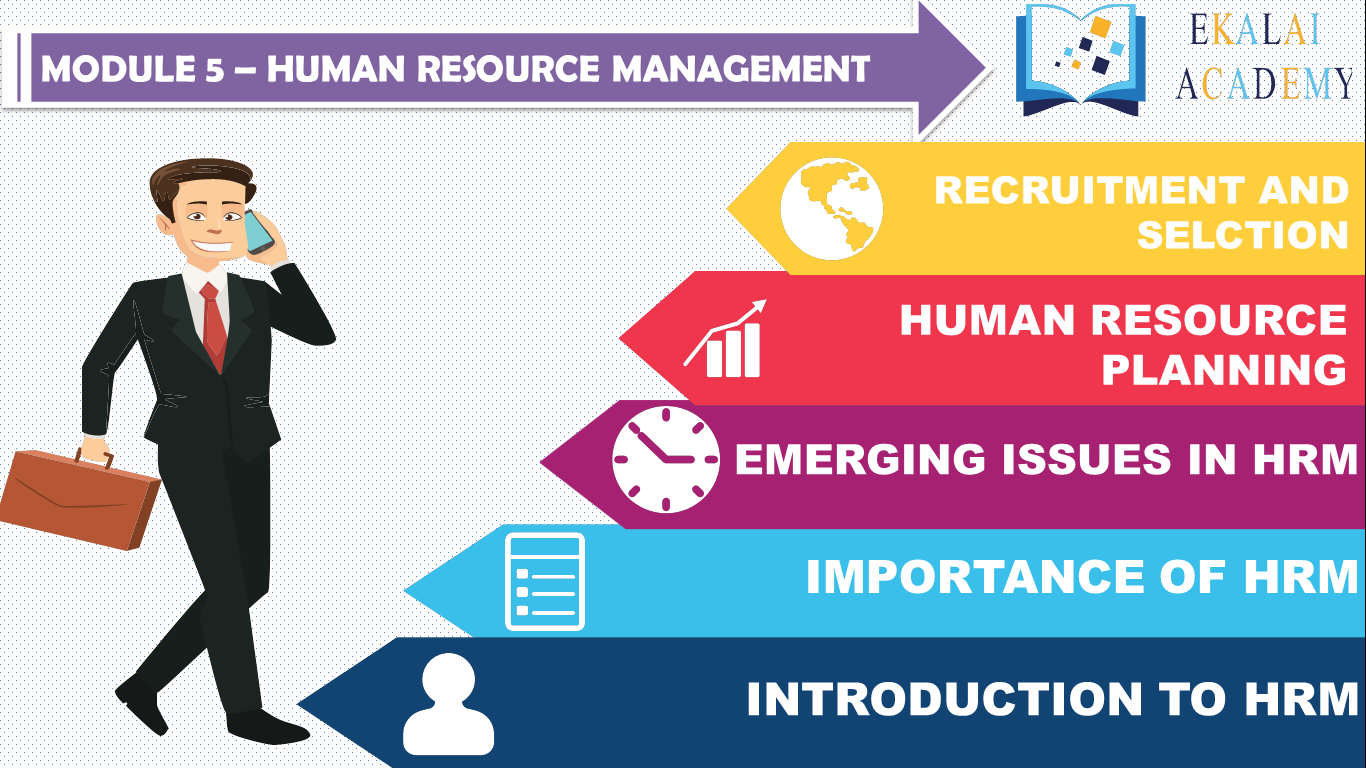 MODULE 5 – HUMAN RESOURCE MANAGEMENT
EKALAI
ACADEMY
RECRUITMENT AND
SELCTION
HUMAN RESOURCE
PLANNING
EMERGING ISSUES IN HRM
IMPORTANCE OF HRM
INTRODUCTION TO HRM